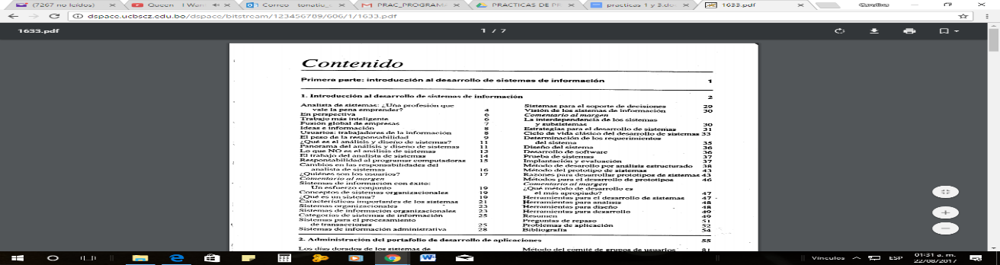 (7267 no leídos)
Queen - I Wan
Correo - tonatiu_
PRAC_PROGRAM
PRACTICAS DE PR
practicas 1 y 3.do
1633.pdf
dspace.ucbscz.edu.bo/dspace/bitstream/123456789/606/1/1633.pdf
1633.pdf
1 / 7
Contenido
Primera parte: introducción al desarrollo de sistemas de información 1
1. Introducción al desarrollo de sistemas de información 2
Analista de sistemas: ¿Una profesión que
vale la pena emprender? 4
En perspectiva 6
Trabajo más inteligente 6
Fusión global de empresas 7
Ideas e información 8
Usuarios: trabajadores de la información 8
El peso de la responsabilidad 9
¿Qué es el análisis y diseño de sistemas? 11
Panorama del análisis y diseño de sistemas 11
Lo que NO es el análisis de sistemas 13
El trabajo del analista de sistemas 14
Responsabilidad al programar computadoras 15
Cambios en las responsabilidades del
analista de sistemas 16
¿Quiénes son los usuarios? 17
Comentario al margen
Sistemas de información con éxito:
Un esfuerzo conjunto 19
Conceptos de sistemas organizacionales 19
¿Qué es un sistema? 19
Características importantes de los sistemas 21
Sistemas organizacionales 23
Sistemas de información organizacionales 23
Categorías de sistemas de información 25
Sistemas para el procesamiento
de transacciones 25
Sistemas de información administrativa 28
Sistemas para el soporte de decisiones 29
Visión de los sistemas de información 30
Comentario al margen
La interdependencia de los sistemas
y subsistemas 30
Estrategias para el desarrollo de sistemas 31
Ciclo de vida clásico del desarrollo de sistemas 33
Determinación de los requerimientos
del sistema 35
Diseño del sistema 36
Desarrollo de software 36
Prueba de sistemas 37
Implantación y evaluación 37
Método de desarollo por análisis estructurado 38
Método del prototipo de sistemas 43
Razones para desarrollar prototipos de sistemas 43
Métodos para el desarrollo de prototipos 46
Comentario al margen
¿Qué método de desarrollo es
el más apropiado? 47
Herramientas para el desarrollo de sistemas 47
Herramientas para análisis 48
Herramientas para diseño 48
Herramientas para desarrollo 49
Resumen 49
Preguntas de repaso 51
Problemas de aplicación 52
Bibliografía 54
2. Administración del portafolio de desarrollo de aplicaciones 55
Los días dorados de los sistemas de
Método del comité de grupos de usuarios 81
Vínculos
ESP
01:31 a. m.
22/08/2017